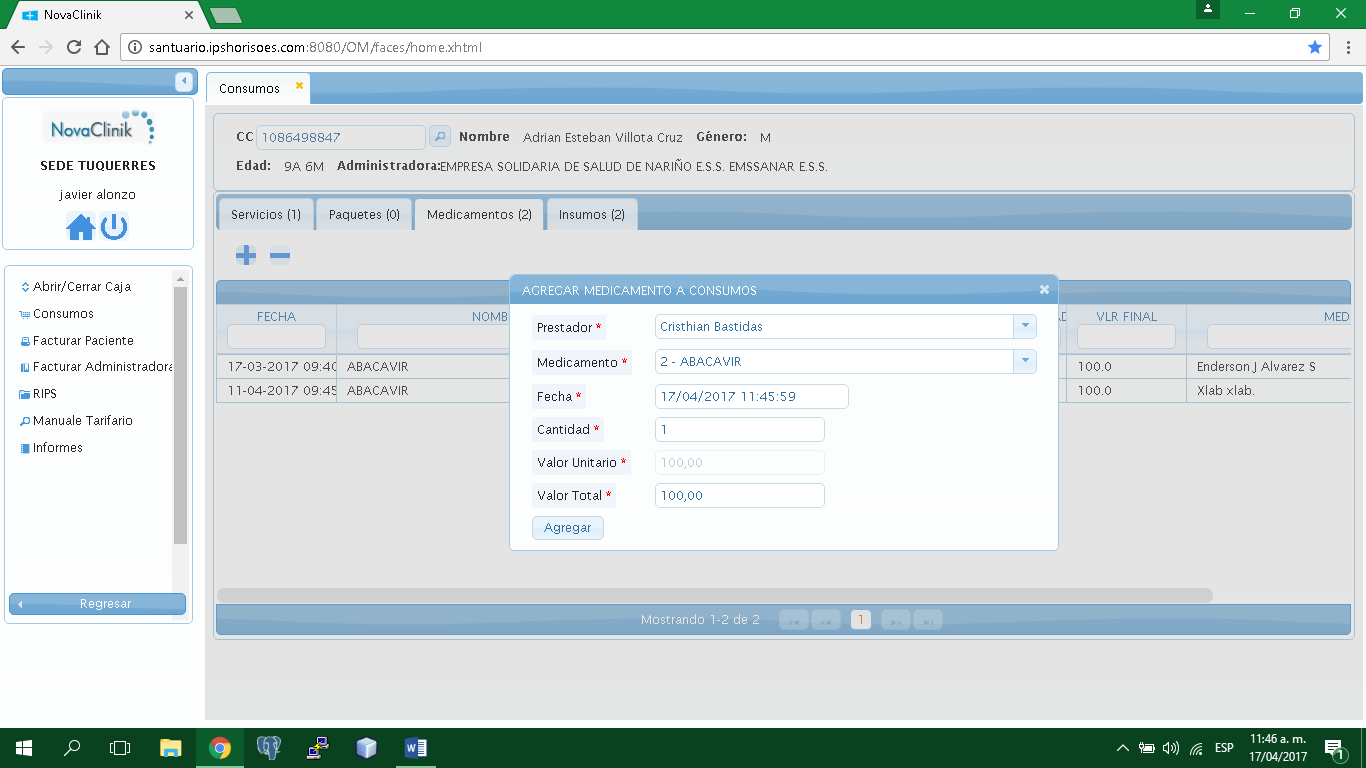 NovaClinik
santuario.ipshorisoes.com:8080/OM/faces/home.xhtml
Consumos
NovaClinik
SEDE TUQUERRES
javier alonzo
CC 1086498847 Nombre Adrian Esteban Villota Cruz Género: M
Edad: 9A 6M Administradora:EMPRESA SOLIDARIA DE SALUD DE NARIÑO E.S.S. EMSSANAR E.S.S.
Servicios (1) Paquetes (0) Medicamentos (2) Insumos (2)
Abrir/Cerrar Caja
Consumos
Facturar Paciente
Facturar Administradora
RIPS
Manuale Tarifario
Informes
Regresar
FECHA NOMB AD VLR FINAL MED
17-03-2017 09:40 ABACAVIR 100.0 Enderson J Alvarez S
11-04-2017 09:45 ABACAVIR 100.0 Xlab xlab.
AGREGAR MEDICAMENTO A CONSUMOS
Prestador * Cristhian Bastidas
Medicamento * 2 - ABACAVIR
Fecha * 17/04/2017 11:45:59
Cantidad * 1
Valor Unitario * 100,00
Valor Total * 100,00
Agregar
Mostrando 1-2 de 2 1
ESP 11:46 a. m.
17/04/2017
1